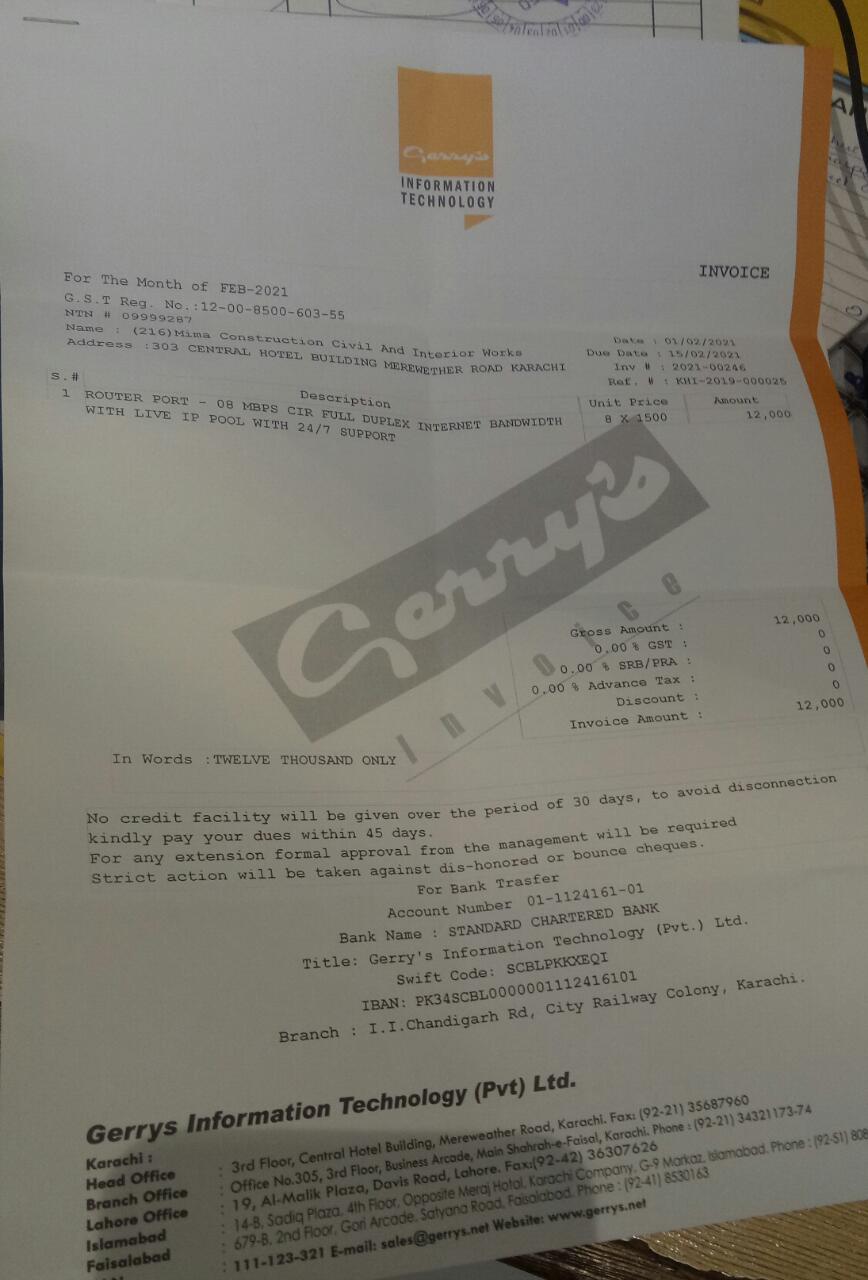 Gerry's
INFORMATION
TECHNOLOGY
INVOICE
For The Month of FEB-2021
G.S.T Reg. No.:12-00-8500-603-55
NTN # 09999287
Name : (216)Mima Construction Civil And Interior Works
Address :303 CENTRAL HOTEL BUILDING MEREWETHER ROAD KARACHI
Date : 01/02/2021
Due Date : 15/02/2021
Inv # : 2021-00246
Ref. # : KHI-2019-000025
S.# Description Unit Price Amount
1 ROUTER PORT - 08 MBPS CIR FULL DUPLEX INTERNET BANDWIDTH 8 X 1500 12,000
WITH LIVE IP POOL WITH 24/7 SUPPORT
Gerry's
Invoice
Gross Amount : 12,000
0.00 % GST : 0
0.00 % SRB/PRA : 0
0.00 % Advance Tax : 0
Discount : 0
Invoice Amount : 12,000
In Words :TWELVE THOUSAND ONLY
No credit facility will be given over the period of 30 days, to avoid disconnection
kindly pay your dues within 45 days.
For any extension formal approval from the management will be required
Strict action will be taken against dis-honored or bounce cheques.
For Bank Trasfer
Account Number 01-1124161-01
Bank Name : STANDARD CHARTERED BANK
Title: Gerry's Information Technology (Pvt.) Ltd.
Swift Code: SCBLPKKXEQI
IBAN: PK34SCBL0000001112416101
Branch : I.I.Chandigarh Rd, City Railway Colony, Karachi.
Gerrys Information Technology (Pvt) Ltd.
Karachi :
Head Office : 3rd Floor, Central Hotel Building, Mereweather Road, Karachi. Fax: (92-21) 35687960
Branch Office : Office No.305, 3rd Floor, Business Arcade, Main Shahrah-e-Faisal, Karachi. Phone : (92-21) 34321173-74
Lahore Office : 19, Al-Malik Plaza, Davis Road, Lahore. Fax:(92-42) 36307626
Islamabad : 14-B, Sadiq Plaza, 4th Floor, Opposite Meraj Hotal, Karachi Company, G-9 Markaz, Islamabad. Phone : (92-51) 808
Faisalabad : 679-B, 2nd Floor, Gori Arcade, Satyana Road, Faisalabad. Phone : (92-41) 8530163
: 111-123-321 E-mail: sales@gerrys.net Website: www.gerrys.net